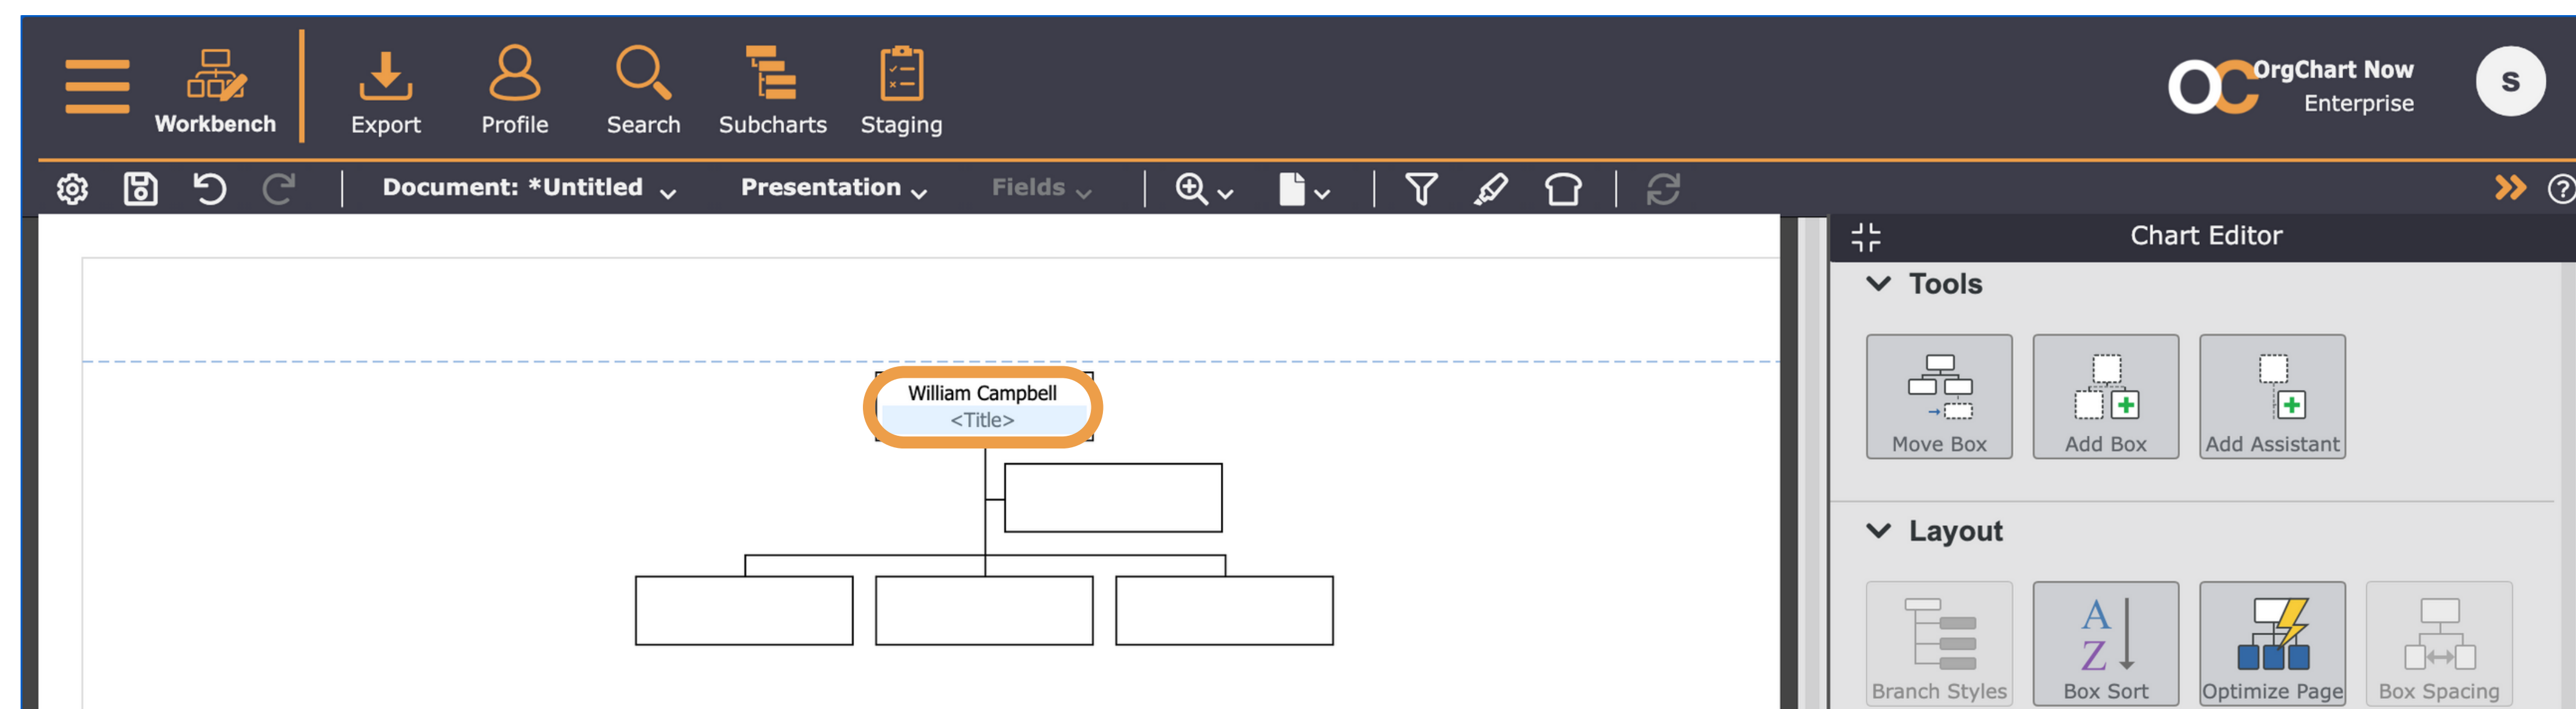 Workbench
Export
Profile
Search
Subcharts
Staging
OC
OrgChart Now
Enterprise
S
Document: *Untitled
Presentation
Fields
?
Chart Editor
Tools
Move Box
Add Box
Add Assistant
Layout
A
Z
Branch Styles
Box Sort
Optimize Page
Box Spacing
William Campbell
<Title>